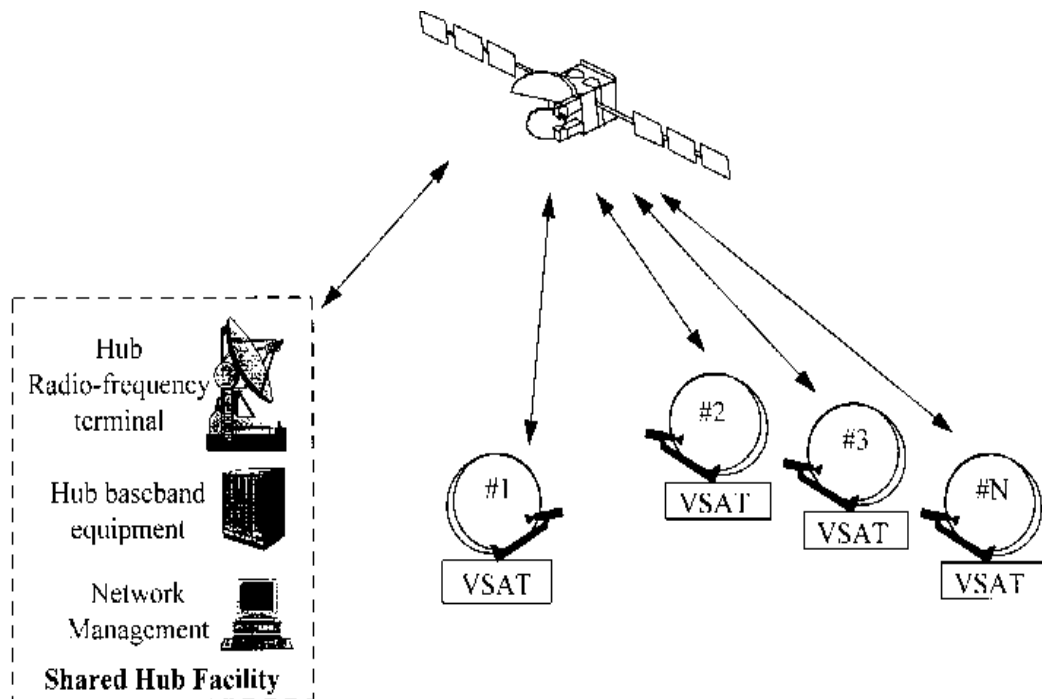 Hub
Radio-frequency
terminal
Hub baseband
equipment
Network
Management
Shared Hub Facility
#1
VSAT
#2
VSAT
#3
VSAT
#N
VSAT